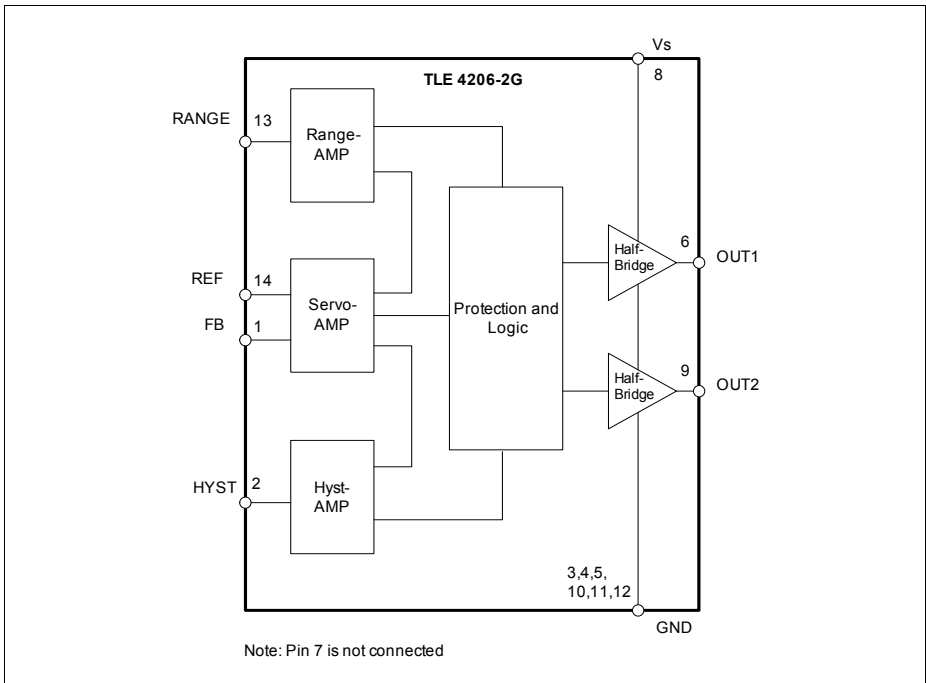 Vs
8
TLE 4206-2G
RANGE
13
Range-
AMP
REF
14
FB
1
Servo-
AMP
Protection and
Logic
Half-
Bridge
6
OUT1
Half-
Bridge
9
OUT2
HYST
2
Hyst-
AMP
3,4,5,
10,11,12
GND
Note: Pin 7 is not connected